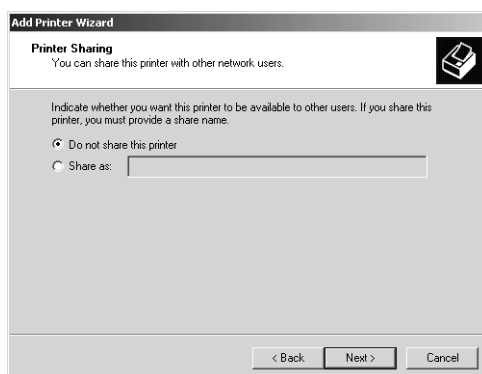 Add Printer Wizard
Printer Sharing
You can share this printer with other network users.
Indicate whether you want this printer to be available to other users. If you share this
printer, you must provide a share name.
Do not share this printer
Share as:
< Back Next > Cancel